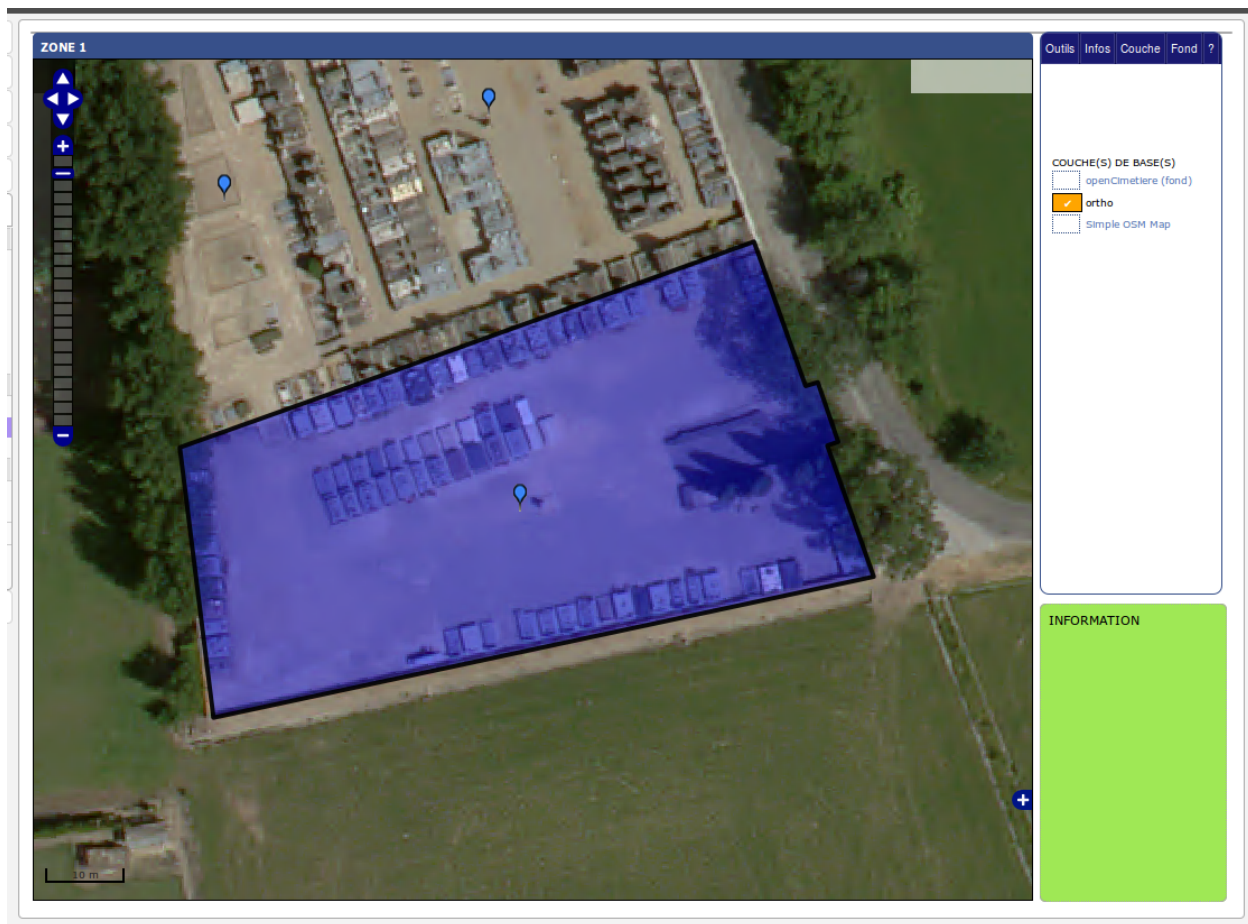 ZONE 1
Outils Infos Couche Fond ?
COUCHE(S) DE BASE(S)
openCimetiere (fond)
ortho
Simple OSM Map
INFORMATION
10 m